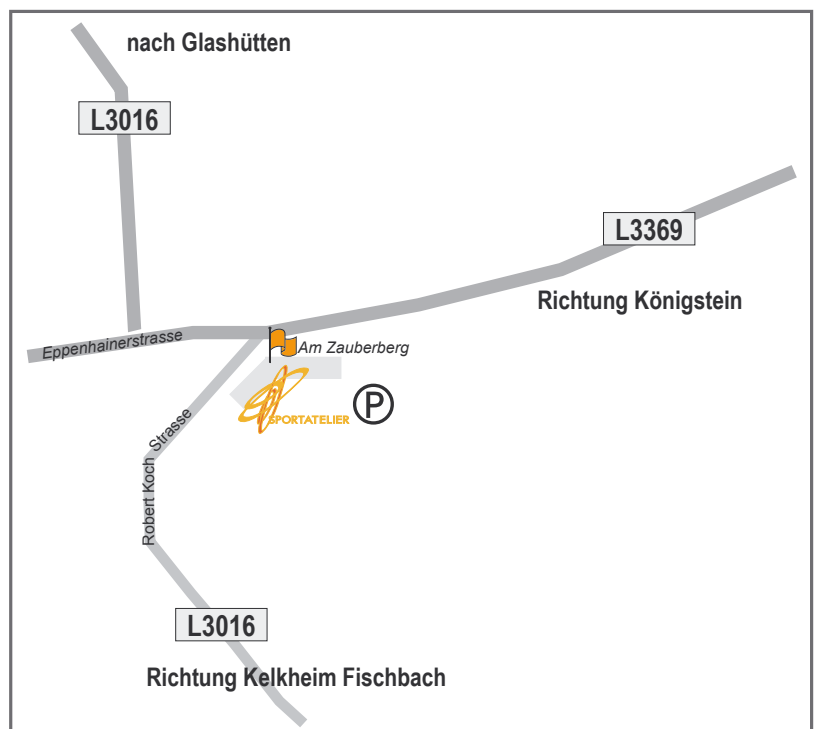 nach Glashütten
L3016
L3369
Richtung Königstein
Eppenhainerstrasse
Am Zauberberg
SPORTATELIER
P
Robert Koch Strasse
L3016
Richtung Kelkheim Fischbach